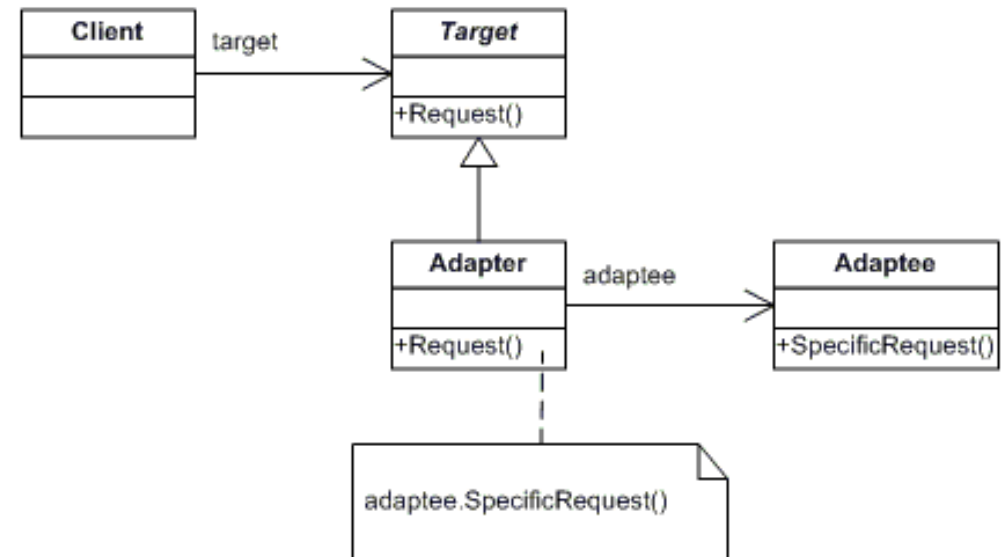 Client
target
Target
+Request()
Adapter
adaptee
Adaptee
+Request()
+SpecificRequest()
adaptee.SpecificRequest()